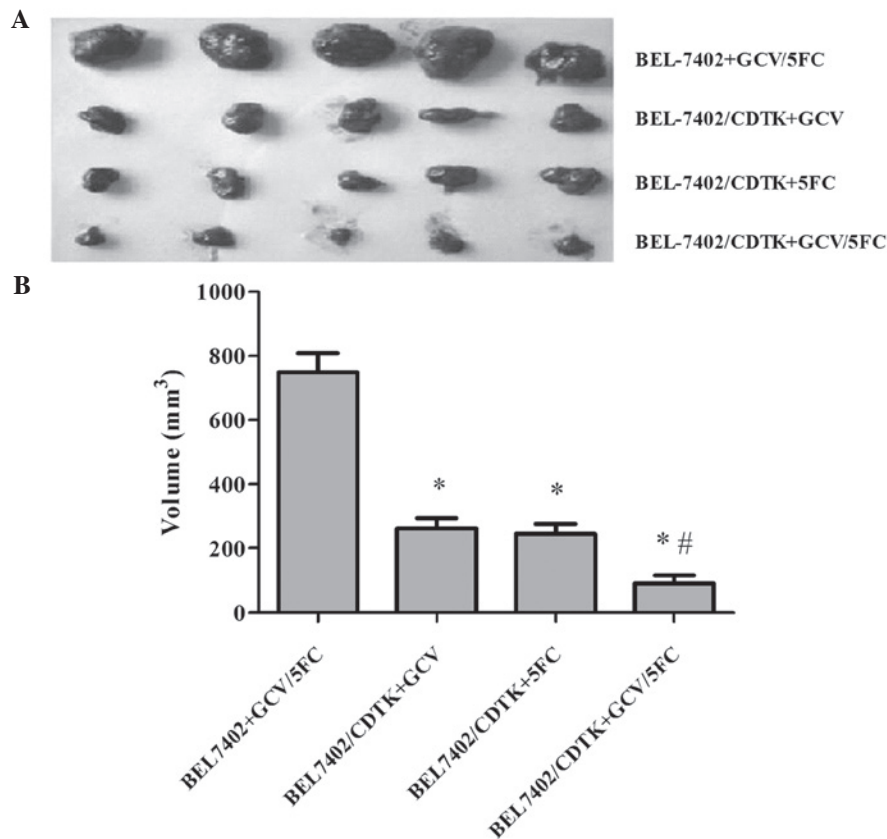 A
BEL-7402+GCV/5FC
BEL-7402/CDTK+GCV
BEL-7402/CDTK+5FC
BEL-7402/CDTK+GCV/5FC
B
Volume (mm³)
1000
800
600
400
200
0
*
*
* #
BEL7402+GCV/5FC
BEL7402/CDTK+GCV
BEL7402/CDTK+5FC
BEL7402/CDTK+GCV/5FC